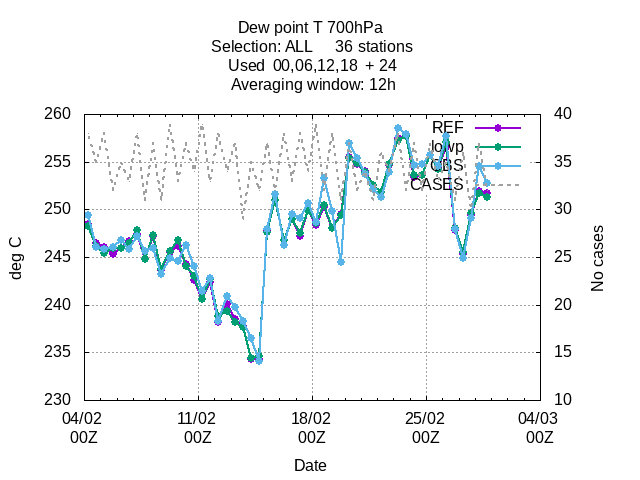 Dew point T 700hPa
Selection: ALL 36 stations
Used 00,06,12,18 + 24
Averaging window: 12h
260 40
REF
lwp
255 OBS 35
CASES
250 30
245 25
240 20
235 15
230 10
deg C
No cases
04/02 11/02 18/02 25/02 04/03
00Z 00Z 00Z 00Z 00Z
Date